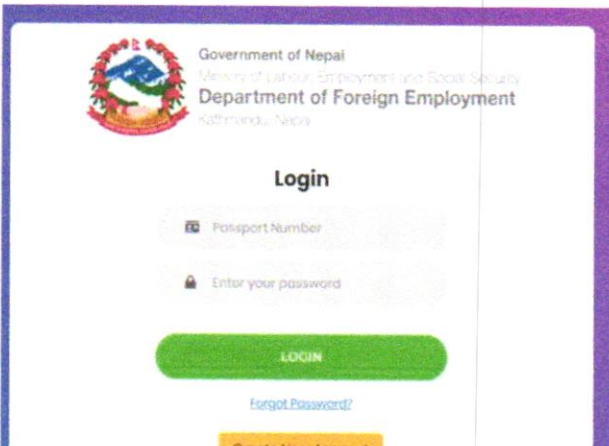 Government of Nepal
Ministry of Labour, Employment and Social Security
Department of Foreign Employment
Kathmandu, Nepal
Login
Passport Number
Enter your password
LOGIN
Forgot Password?